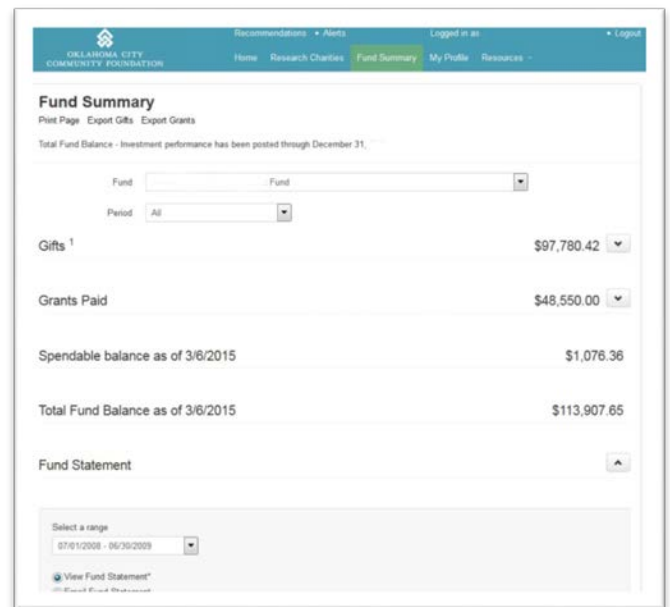 Recommendations • Alerts Logged in as • Logout
OKLAHOMA CITY
COMMUNITY FOUNDATION
Home Research Charities Fund Summary My Profile Resources
Fund Summary
Print Page Export Gifts Export Grants
Total Fund Balance - Investment performance has been posted through December 31,
Fund Fund
Period All
Gifts 1 $97,780.42
Grants Paid $48,550.00
Spendable balance as of 3/6/2015 $1,076.36
Total Fund Balance as of 3/6/2015 $113,907.65
Fund Statement
Select a range
07/01/2008 - 06/30/2009
View Fund Statement*
Email Fund Statement